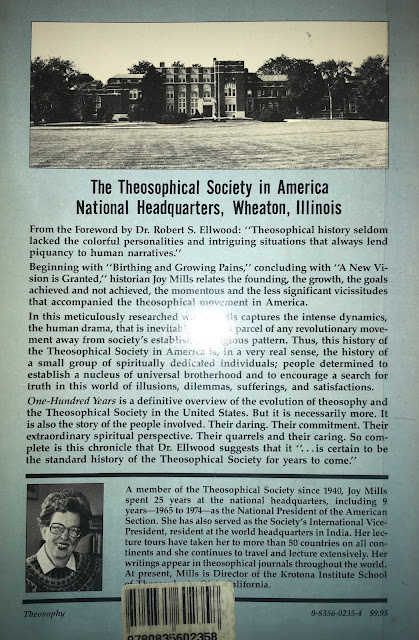 The Theosophical Society in America
National Headquarters, Wheaton, Illinois
From the Foreword by Dr. Robert S. Ellwood: "Theosophical history seldom
lacked the colorful personalities and intriguing situations that always lend
piquancy to human narratives."
Beginning with "Birthing and Growing Pains," concluding with "A New Vi-
sion is Granted," historian Joy Mills relates the founding, the growth, the goals
achieved and not achieved, the momentous and the less significant vicissitudes
that accompanied the theosophical movement in America.
In this meticulously researched captures the intense dynamics,
the human drama, that is parcel of any revolutionary move-
ment away from society's pattern. Thus, this history of
the Theosophical Society in America is, in a very real sense, the history of
a small group of spiritually dedicated individuals; people determined to
establish a nucleus of universal brotherhood and to encourage a search for
truth in this world of illusions, dilemmas, sufferings, and satisfactions.
One-Hundred Years is a definitive overview of the evolution of theosophy and
the Theosophical Society in the United States. But it is necessarily more. It
is also the story of the people involved. Their daring. Their commitment. Their
extraordinary spiritual perspective. Their quarrels and their caring. So com-
plete is this chronicle that Dr. Ellwood suggests that it "...is certain to be
the standard history of the Theosophical Society for years to come."
A member of the Theosophical Society since 1940, Joy Mills
spent 25 years at the national headquarters, including 9
years—1965 to 1974—as the National President of the American
Section. She has also served as the Society's International Vice-
President, resident at the world headquarters in India. Her lec-
ture tours have taken her to more than 50 countries on all con-
tinents and she continues to travel and lecture extensively. Her
writings appear in theosophical journals throughout the world.
At present, Mills is Director of the Krotona Institute School
of California.
Theosophy
0-8356-0235-4 $9.95
9780835602358